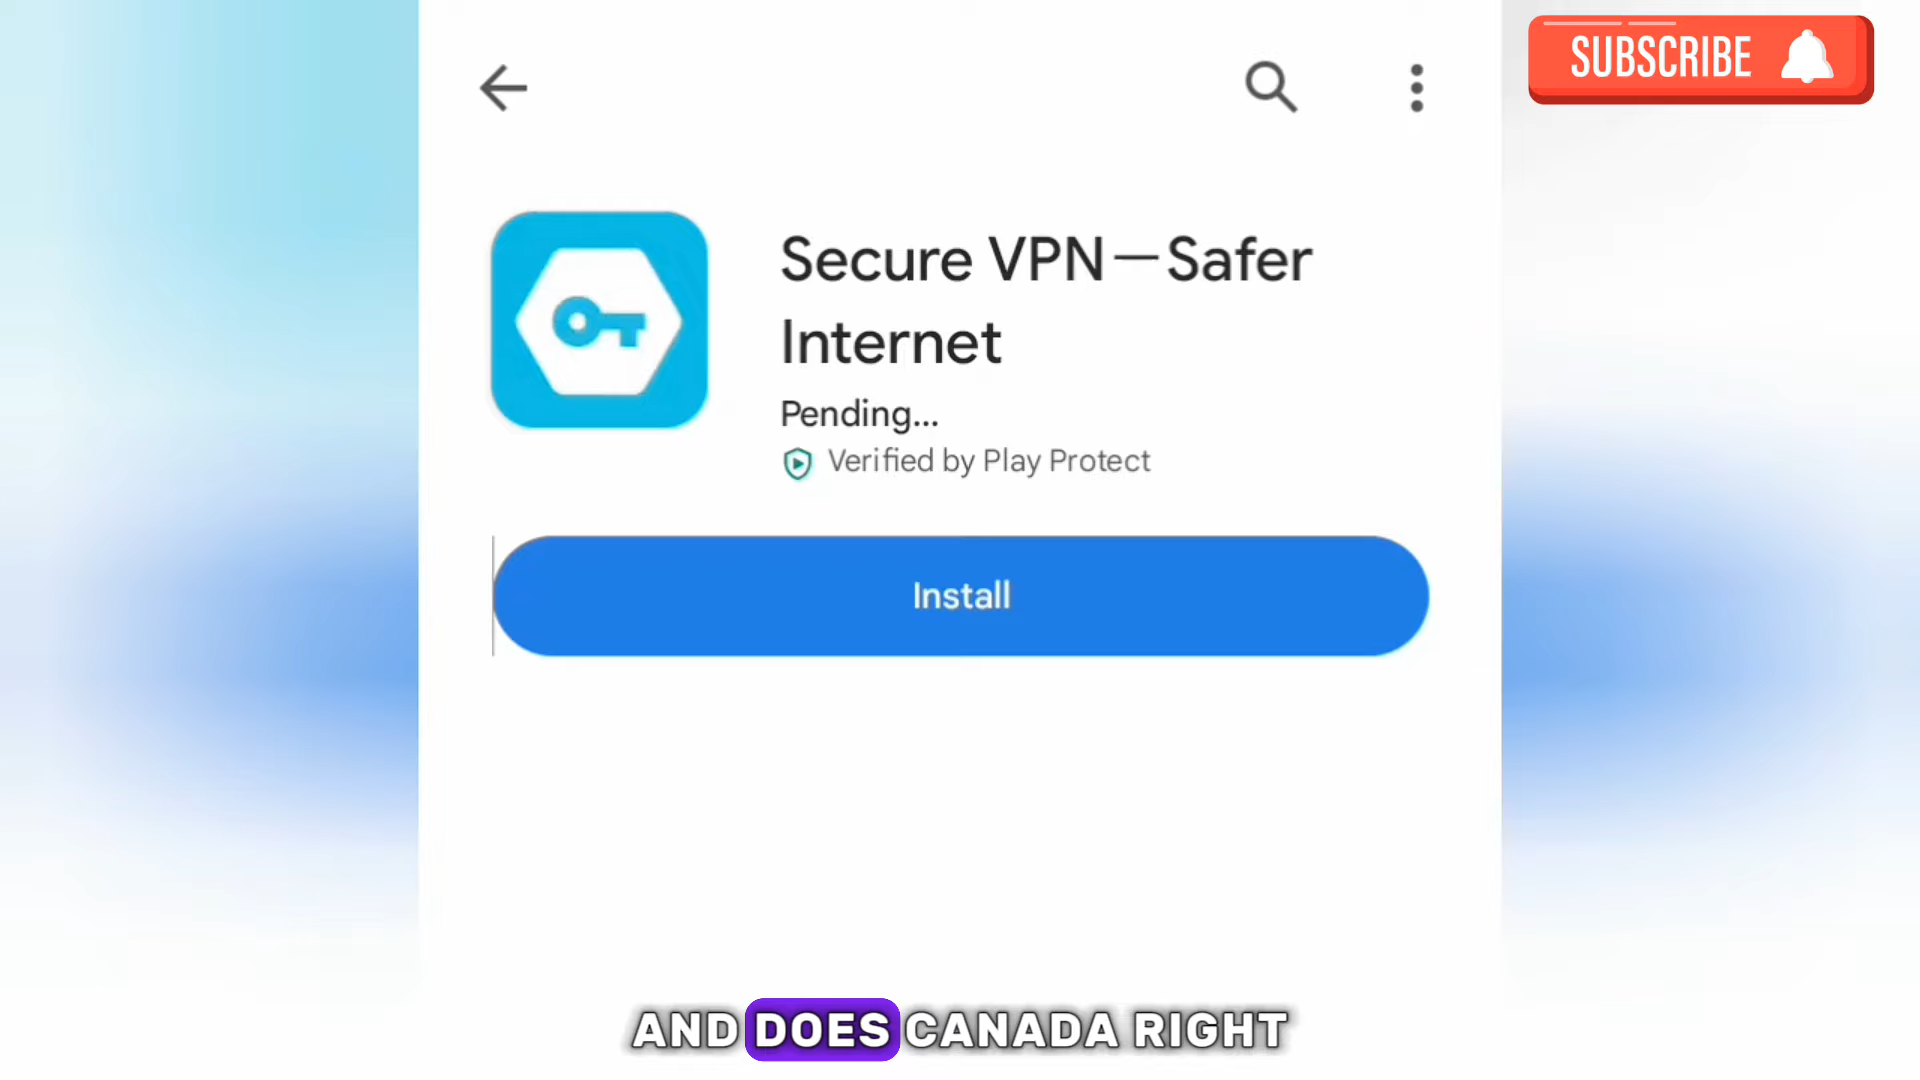 SUBSCRIBE
Secure VPN—Safer
Internet
Pending...
Verified by Play Protect
Install
AND DOES CANADA RIGHT